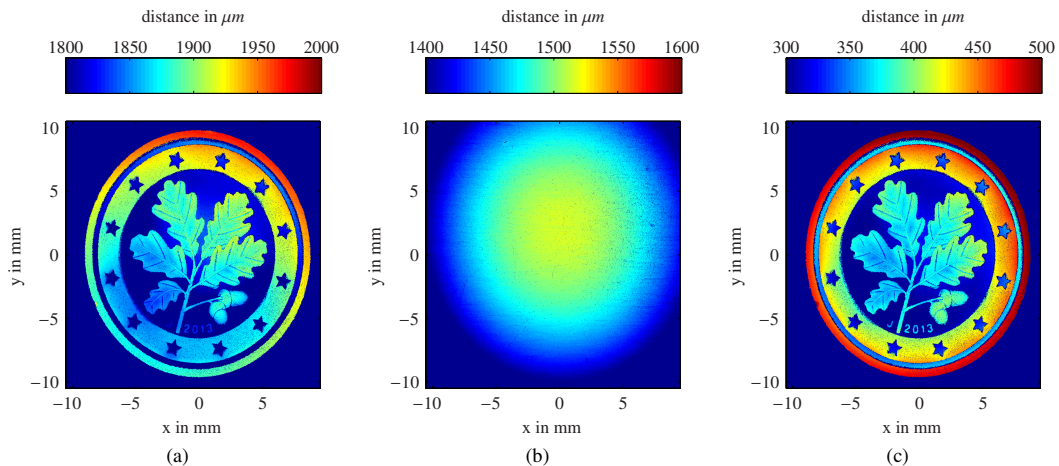 distance in μm
1800 1850 1900 1950 2000
10
5
0
−5
−10
y in mm
2013
−10 −5 0 5
x in mm
(a)
distance in μm
1400 1450 1500 1550 1600
10
5
0
−5
−10
y in mm
−10 −5 0 5
x in mm
(b)
distance in μm
300 350 400 450 500
10
5
0
−5
−10
y in mm
J 2013
−10 −5 0 5
x in mm
(c)